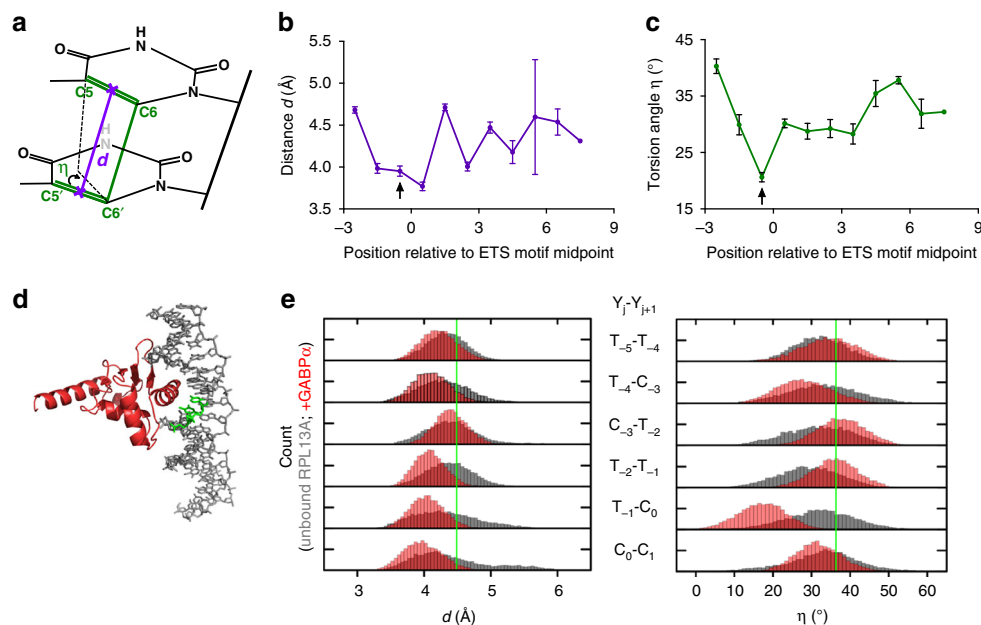 a
H
N
O
O
C5
N
C6
H
N
O
O
d
η
N
C5′
C6′
b
Distance d (Å)
5.5
5.0
4.5
4.0
3.5
3.0
−3
0
3
6
9
Position relative to ETS motif midpoint
c
Torsion angle η (°)
45
35
25
15
−3
0
3
6
9
Position relative to ETS motif midpoint
d
e
Count
(unbound RPL13A; +GABPα)
Yj-Yj+1
T−5-T−4
T−4-C−3
C−3-T−2
T−2-T−1
T−1-C0
C0-C1
3
4
5
6
d (Å)
0
10
20
30
40
50
60
η (°)